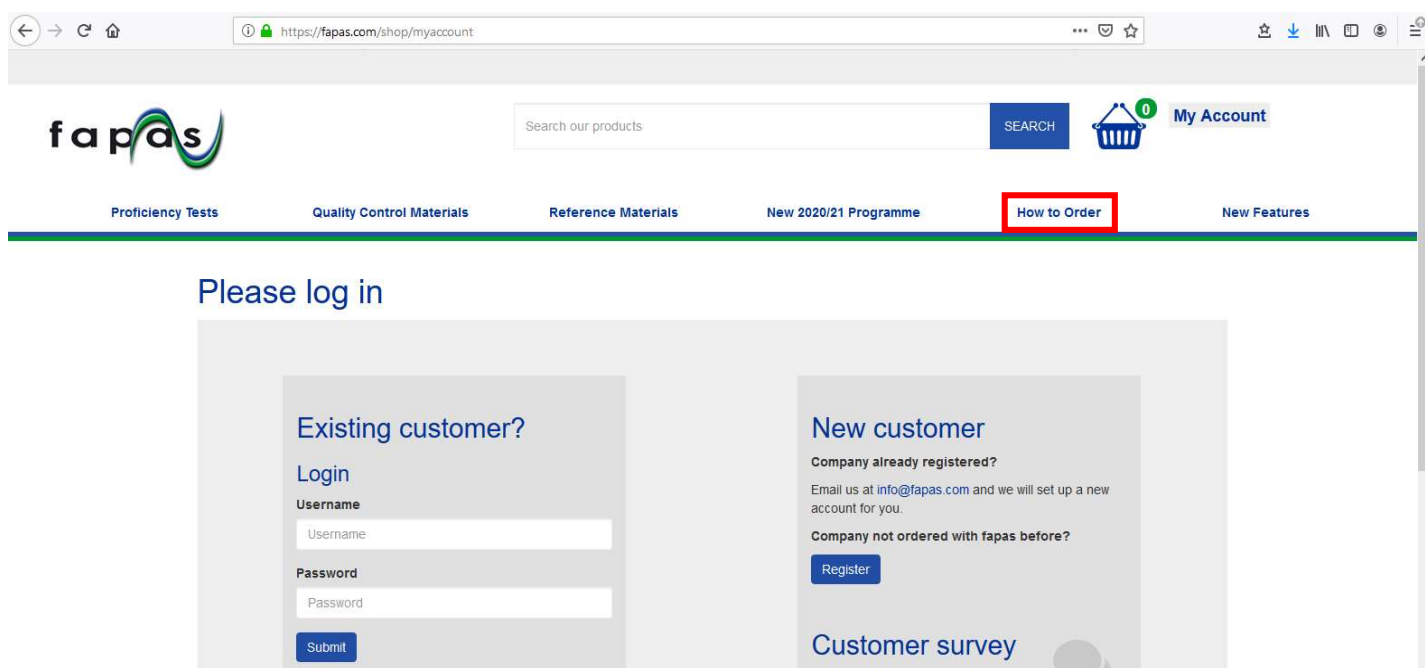 https://fapas.com/shop/myaccount
fapas
Search our products
SEARCH
0
My Account
Proficiency Tests
Quality Control Materials
Reference Materials
New 2020/21 Programme
How to Order
New Features
Please log in
Existing customer?
Login
Username
Username
Password
Password
Submit
New customer
Company already registered?
Email us at info@fapas.com and we will set up a new
account for you.
Company not ordered with fapas before?
Register
Customer survey